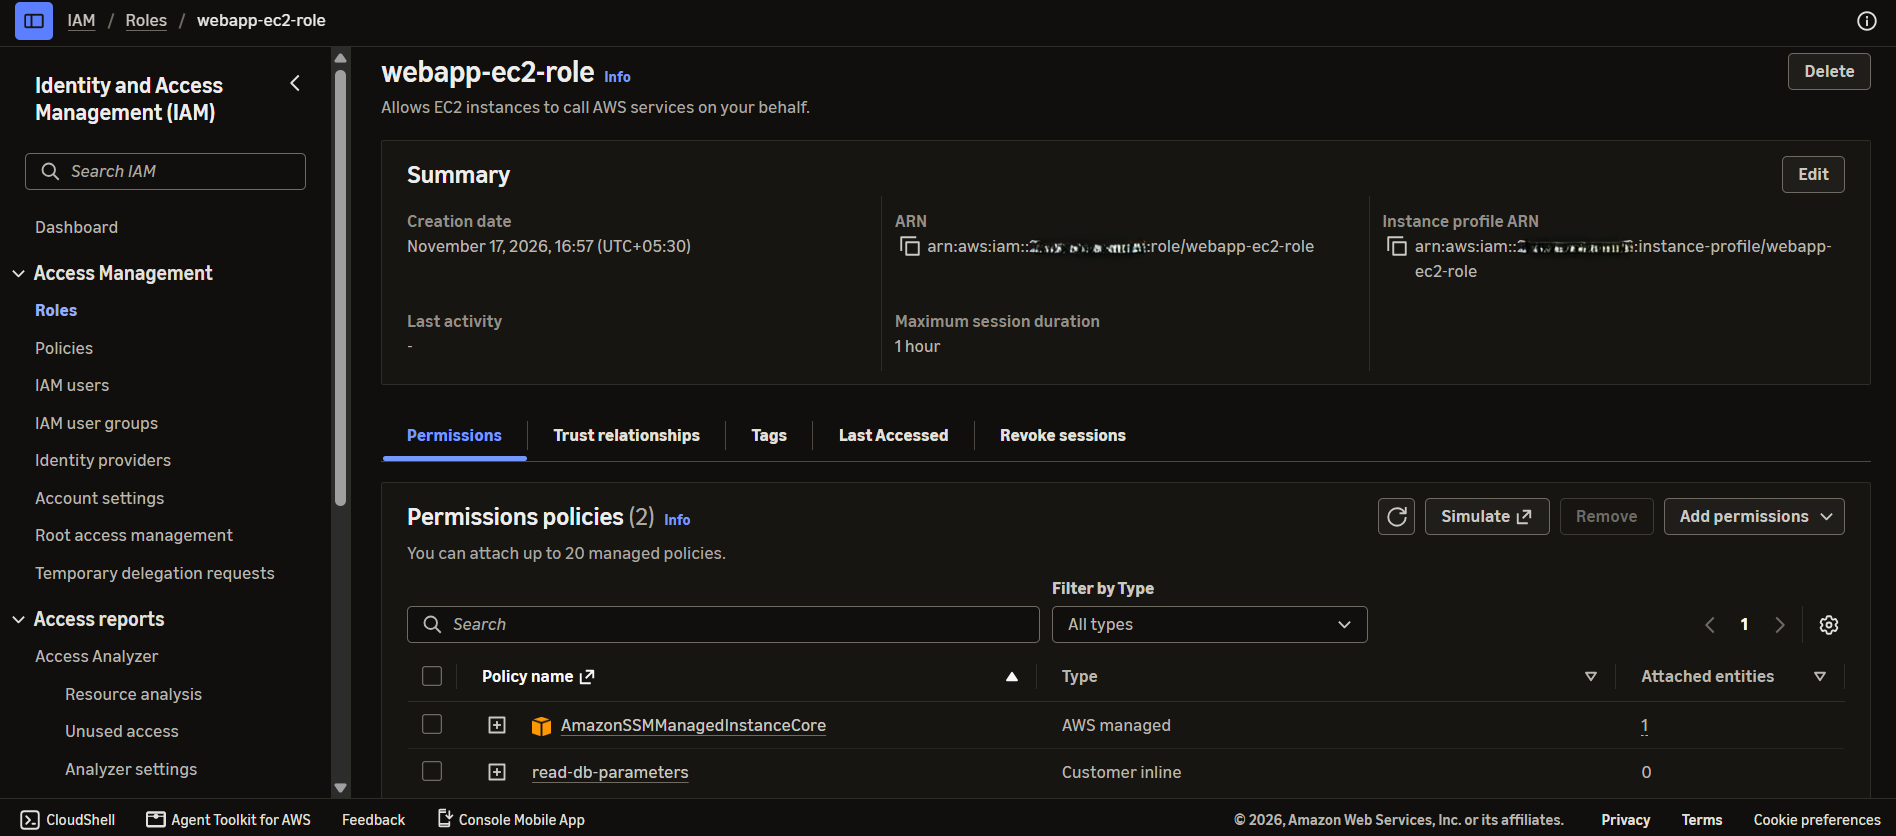 IAM / Roles / webapp-ec2-role
Identity and Access
Management (IAM)
Search IAM
Dashboard
Access Management
Roles
Policies
IAM users
IAM user groups
Identity providers
Account settings
Root access management
Temporary delegation requests
Access reports
Access Analyzer
Resource analysis
Unused access
Analyzer settings
webapp-ec2-role Info
Delete
Allows EC2 instances to call AWS services on your behalf.
Summary
Edit
Creation date
November 17, 2026, 16:57 (UTC+05:30)
ARN
arn:aws:iam:: :role/webapp-ec2-role
Instance profile ARN
arn:aws:iam:: :instance-profile/webapp-
ec2-role
Last activity
-
Maximum session duration
1 hour
Permissions
Trust relationships
Tags
Last Accessed
Revoke sessions
Permissions policies (2) Info
Simulate
Remove
Add permissions
You can attach up to 20 managed policies.
Filter by Type
Search
All types
1
Policy name
Type
Attached entities
AmazonSSMManagedInstanceCore
AWS managed
1
read-db-parameters
Customer inline
0
CloudShell
Agent Toolkit for AWS
Feedback
Console Mobile App
© 2026, Amazon Web Services, Inc. or its affiliates.
Privacy
Terms
Cookie preferences